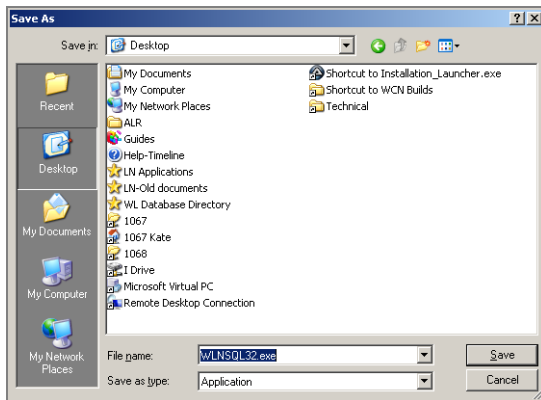 Save As
Save in:
Desktop
Recent
Desktop
My Documents
My Computer
My Network
Places
My Documents
My Computer
My Network Places
ALR
Guides
Help-Timeline
LN Applications
LN-Old documents
WL Database Directory
1067
1067 Kate
1068
I Drive
Microsoft Virtual PC
Remote Desktop Connection
Shortcut to Installation_Launcher.exe
Shortcut to WCN Builds
Technical
File name:
WLNSQL32.exe
Save
Save as type:
Application
Cancel